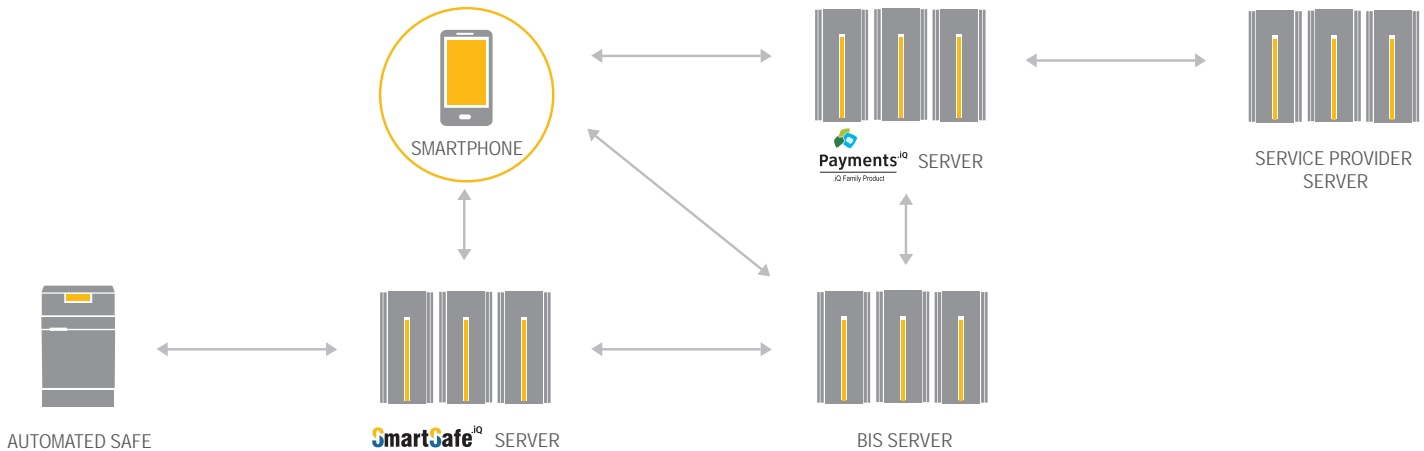 SMARTPHONE
Payments.iQ SERVER
.iQ Family Product
SERVICE PROVIDER
SERVER
AUTOMATED SAFE
SmartSafe.iQ SERVER
BIS SERVER